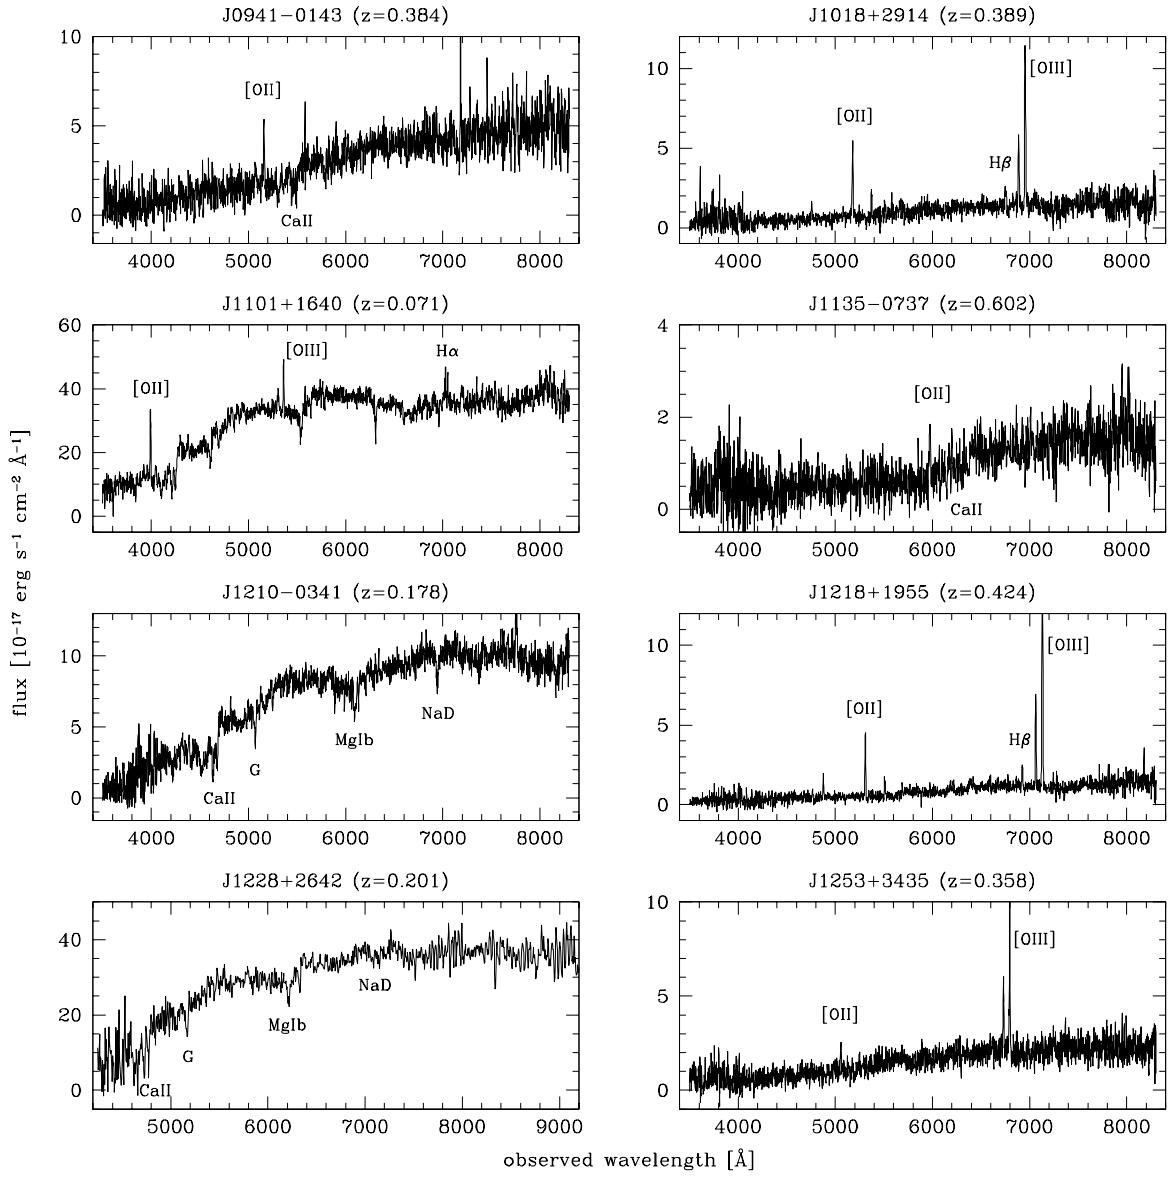 J0941−0143 (z=0.384)
10
5
0
[OII]
CaII
4000 5000 6000 7000 8000
J1018+2914 (z=0.389)
10
5
0
[OII]
Hβ
[OIII]
4000 5000 6000 7000 8000
J1101+1640 (z=0.071)
60
40
20
0
[OII]
[OIII]
Hα
4000 5000 6000 7000 8000
J1135−0737 (z=0.602)
4
2
0
[OII]
CaII
4000 5000 6000 7000 8000
flux [10⁻¹⁷ erg s⁻¹ cm⁻² Å⁻¹]
J1210−0341 (z=0.178)
10
5
0
CaII
G
MgIb
NaD
4000 5000 6000 7000 8000
J1218+1955 (z=0.424)
10
5
0
[OII]
Hβ
[OIII]
4000 5000 6000 7000 8000
J1228+2642 (z=0.201)
40
20
0
CaII
G
MgIb
NaD
5000 6000 7000 8000 9000
J1253+3435 (z=0.358)
10
5
0
[OII]
[OIII]
4000 5000 6000 7000 8000
observed wavelength [Å]